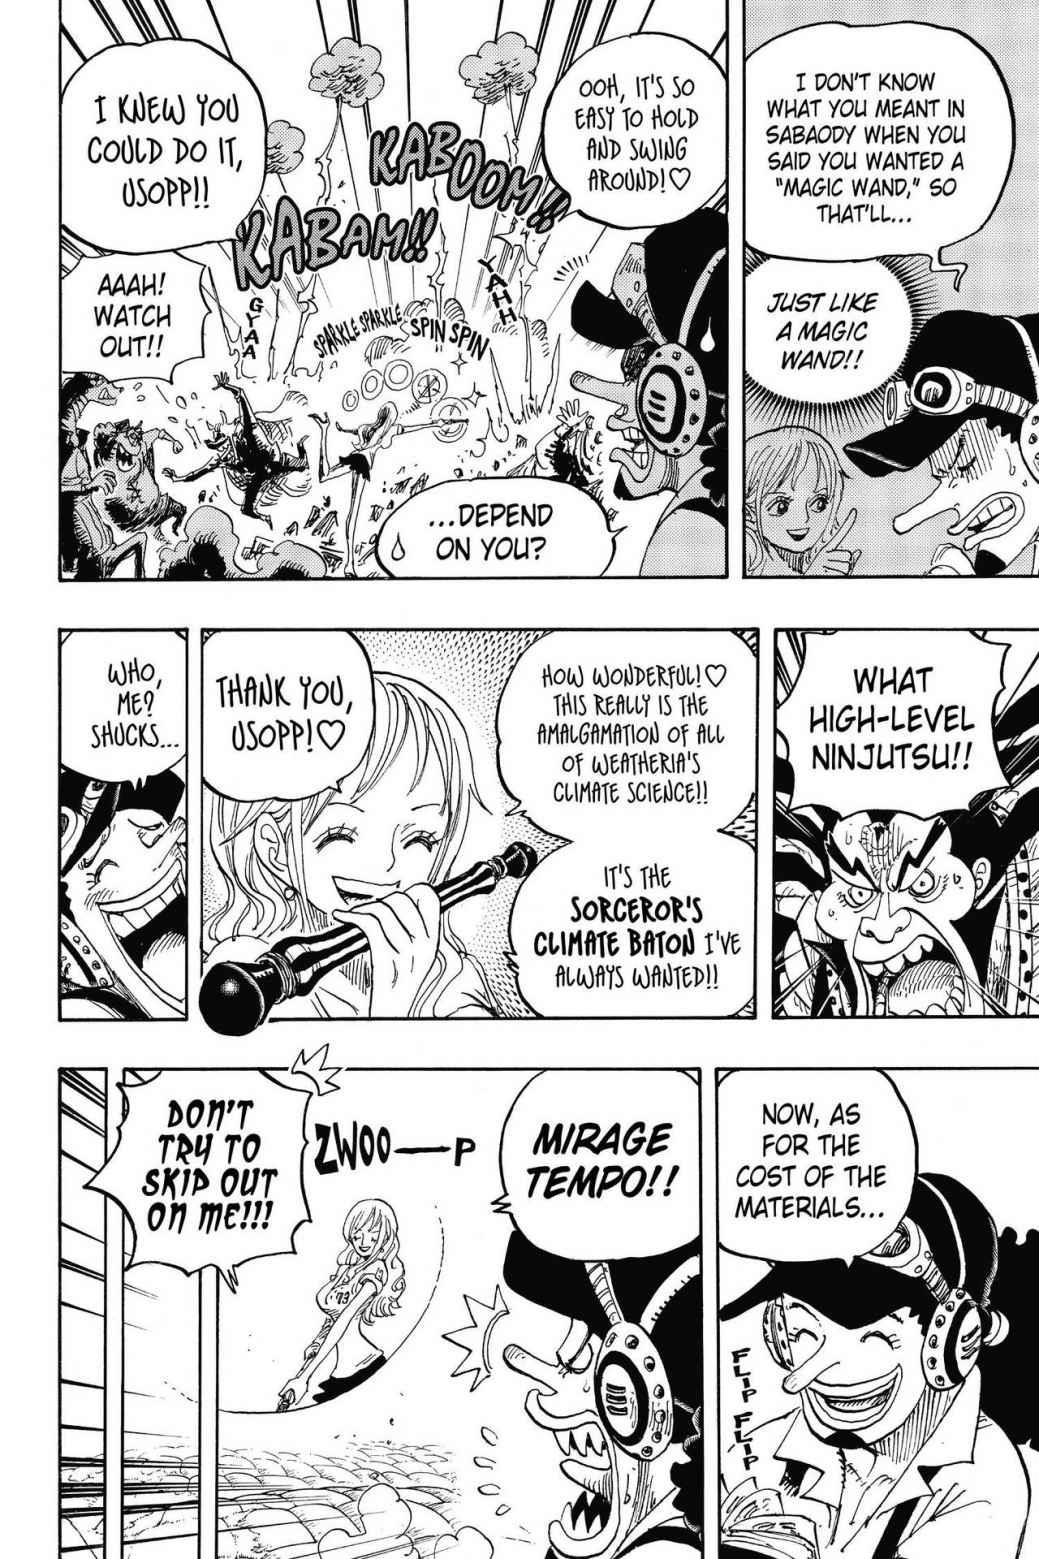 I DON'T KNOW
WHAT YOU MEANT IN
SABAODY WHEN YOU
SAID YOU WANTED A
"MAGIC WAND," SO
THAT'LL...
JUST LIKE
A MAGIC
WAND!!
OOH, IT'S SO
EASY TO HOLD
AND SWING
AROUND!♡
KABOOM!!
KABAM!!
I KNEW YOU
COULD DO IT,
USOPP!!
YAHH
SPIN SPIN
SPARKLE SPARKLE
GYAA
AAAH!
WATCH
OUT!!
...DEPEND
ON YOU?
WHAT
HIGH-LEVEL
NINJUTSU!!
HOW WONDERFUL!♡
THIS REALLY IS THE
AMALGAMATION OF ALL
OF WEATHERIA'S
CLIMATE SCIENCE!!
IT'S THE
SORCEROR'S
CLIMATE BATON I'VE
ALWAYS WANTED!!
THANK YOU,
USOPP!♡
WHO,
ME?
SHUCKS...
NOW, AS
FOR THE
COST OF THE
MATERIALS...
FLIP FLIP
MIRAGE
TEMPO!!
ZWOO—P
'73
DON'T
TRY TO
SKIP OUT
ON ME!!!